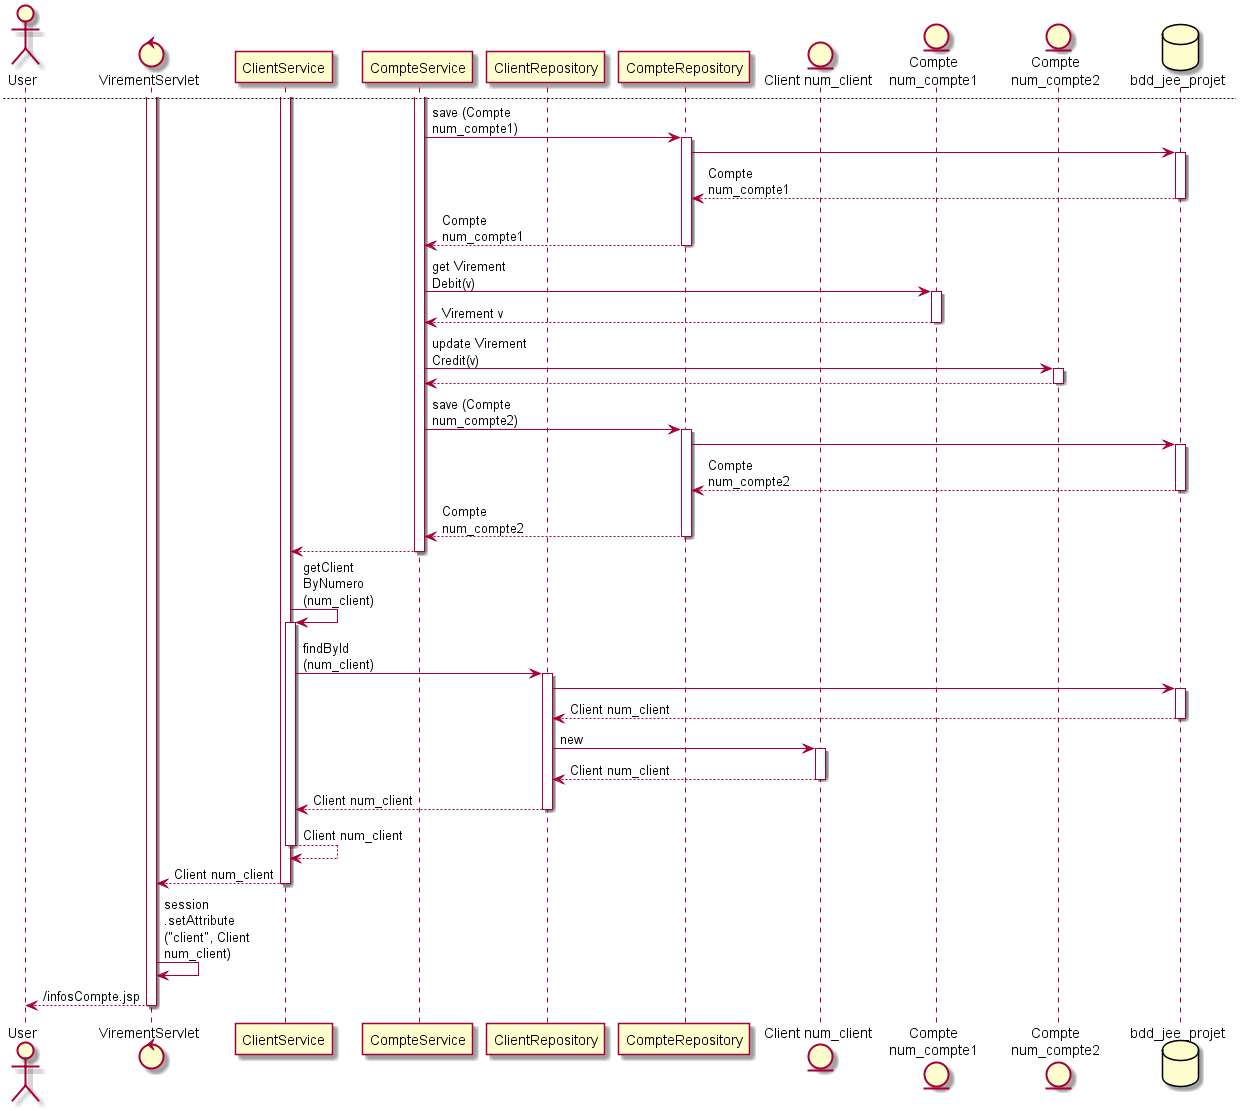 User
VirementServlet
ClientService
CompteService
ClientRepository
CompteRepository
Client num_client
Compte
num_compte1
Compte
num_compte2
bdd_jee_projet
save (Compte
num_compte1)
Compte
num_compte1
Compte
num_compte1
get Virement
Debit(v)
Virement v
update Virement
Credit(v)
save (Compte
num_compte2)
Compte
num_compte2
Compte
num_compte2
getClient
ByNumero
(num_client)
findById
(num_client)
Client num_client
new
Client num_client
Client num_client
Client num_client
Client num_client
session
.setAttribute
("client", Client
num_client)
/infosCompte.jsp
User
VirementServlet
ClientService
CompteService
ClientRepository
CompteRepository
Client num_client
Compte
num_compte1
Compte
num_compte2
bdd_jee_projet